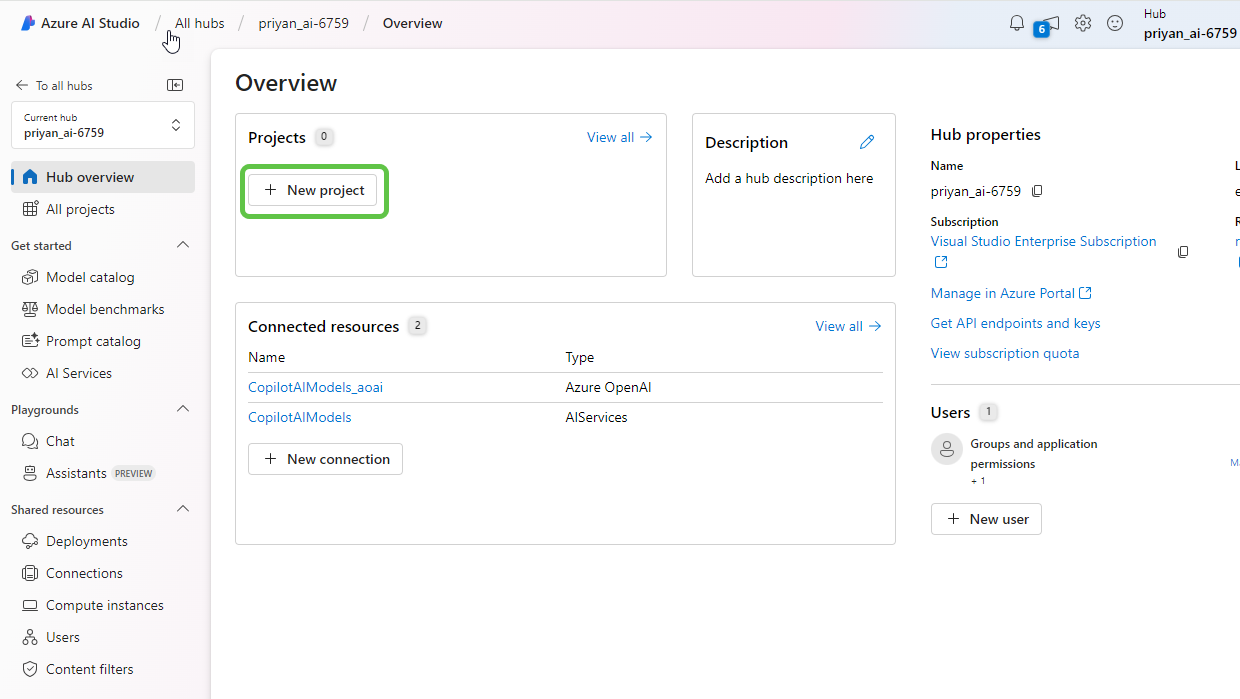 Azure AI Studio / All hubs / priyan_ai-6759 / Overview
6
Hub
priyan_ai-6759
To all hubs
Current hub
priyan_ai-6759
Hub overview
All projects
Get started
Model catalog
Model benchmarks
Prompt catalog
AI Services
Playgrounds
Chat
Assistants PREVIEW
Shared resources
Deployments
Connections
Compute instances
Users
Content filters
Overview
Projects 0
View all
New project
Description
Add a hub description here
Connected resources 2
View all
Name Type
CopilotAIModels_aoai Azure OpenAI
CopilotAIModels AIServices
New connection
Hub properties
Name
priyan_ai-6759
Subscription
Visual Studio Enterprise Subscription
Manage in Azure Portal
Get API endpoints and keys
View subscription quota
Users 1
Groups and application
permissions
+ 1
New user